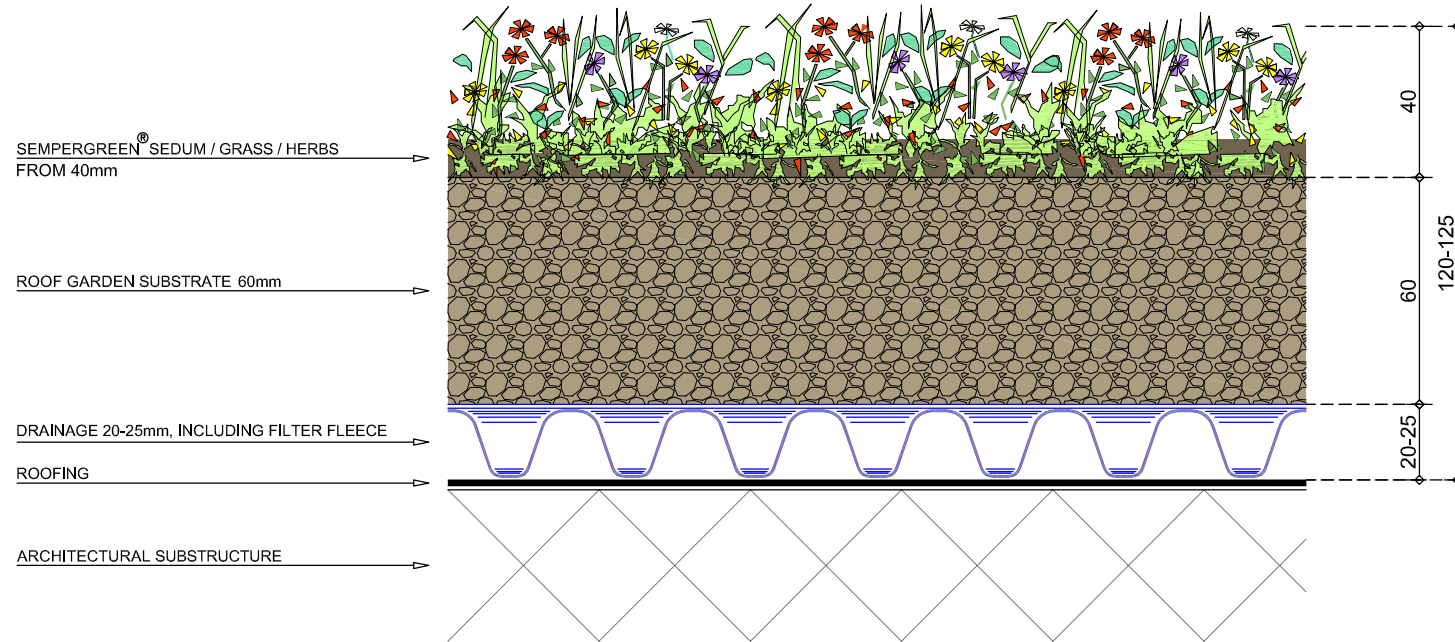 SEMPERGREEN® SEDUM / GRASS / HERBS
FROM 40mm
ROOF GARDEN SUBSTRATE 60mm
DRAINAGE 20-25mm, INCLUDING FILTER FLEECE
ROOFING
ARCHITECTURAL SUBSTRUCTURE
40
60
20-25
120-125